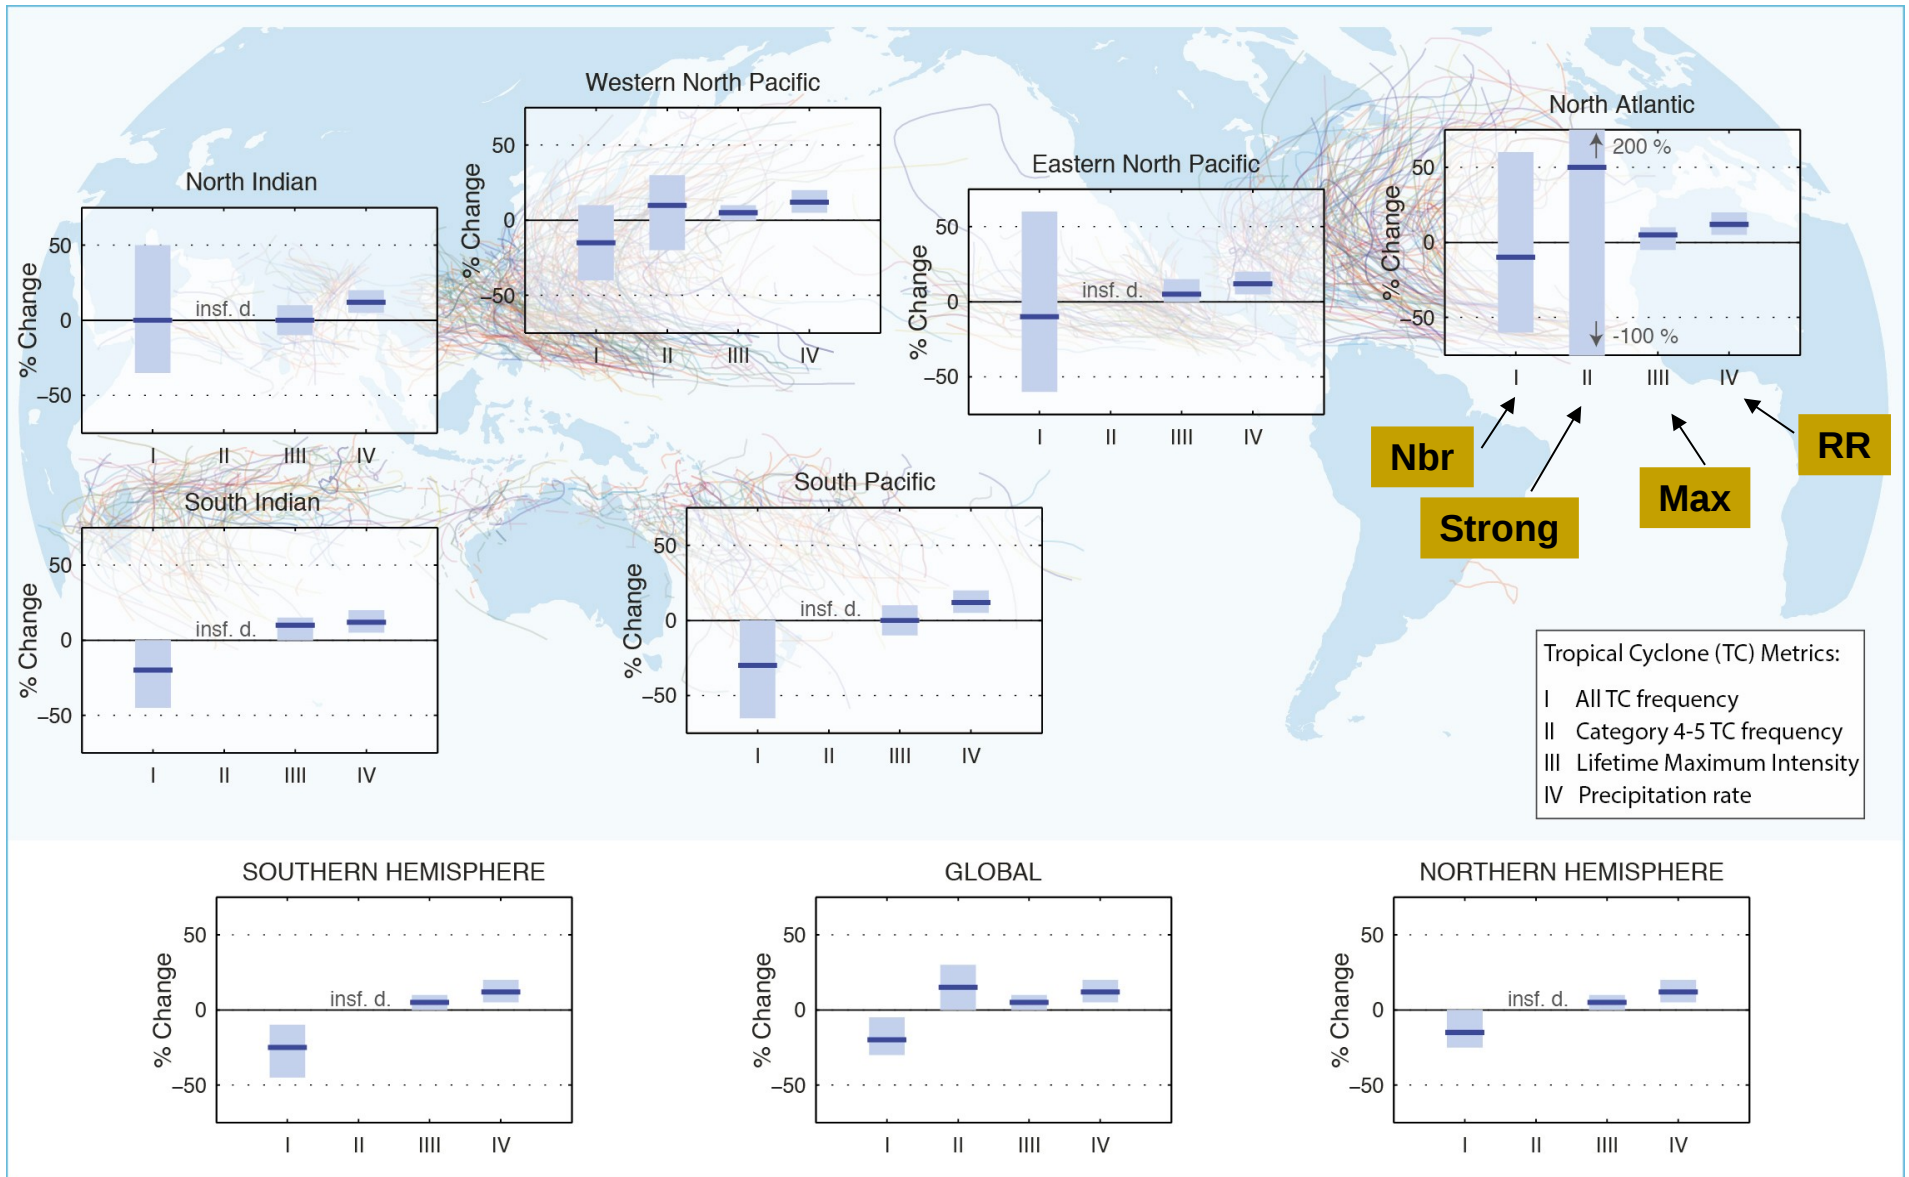 Western North Pacific
% Change
50
0
−50
I II IIII IV
North Atlantic
% Change
50
0
−50
200 %
-100 %
I II IIII IV
Nbr
Strong
Max
RR
Eastern North Pacific
% Change
50
0
−50
insf. d.
I II IIII IV
North Indian
% Change
50
0
−50
insf. d.
I II IIII IV
South Indian
% Change
50
0
−50
insf. d.
I II IIII IV
South Pacific
% Change
50
0
−50
insf. d.
I II IIII IV
Tropical Cyclone (TC) Metrics:
I All TC frequency
II Category 4-5 TC frequency
III Lifetime Maximum Intensity
IV Precipitation rate
SOUTHERN HEMISPHERE
% Change
50
0
−50
insf. d.
I II IIII IV
GLOBAL
% Change
50
0
−50
I II IIII IV
NORTHERN HEMISPHERE
% Change
50
0
−50
insf. d.
I II IIII IV